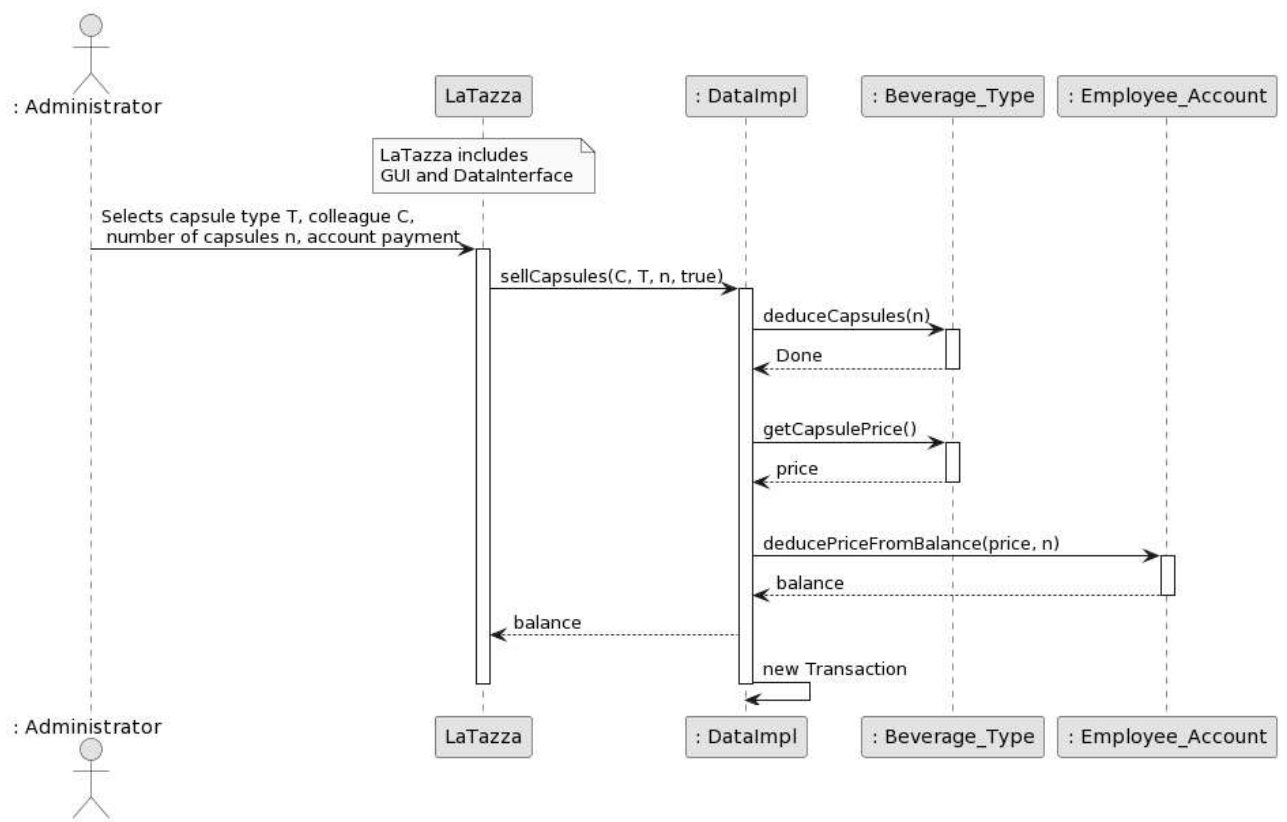 : Administrator
LaTazza
: DataImpl
: Beverage_Type
: Employee_Account
LaTazza includes
GUI and DataInterface
Selects capsule type T, colleague C,
number of capsules n, account payment
sellCapsules(C, T, n, true)
deduceCapsules(n)
Done
getCapsulePrice()
price
deducePriceFromBalance(price, n)
balance
balance
new Transaction
: Administrator
LaTazza
: DataImpl
: Beverage_Type
: Employee_Account